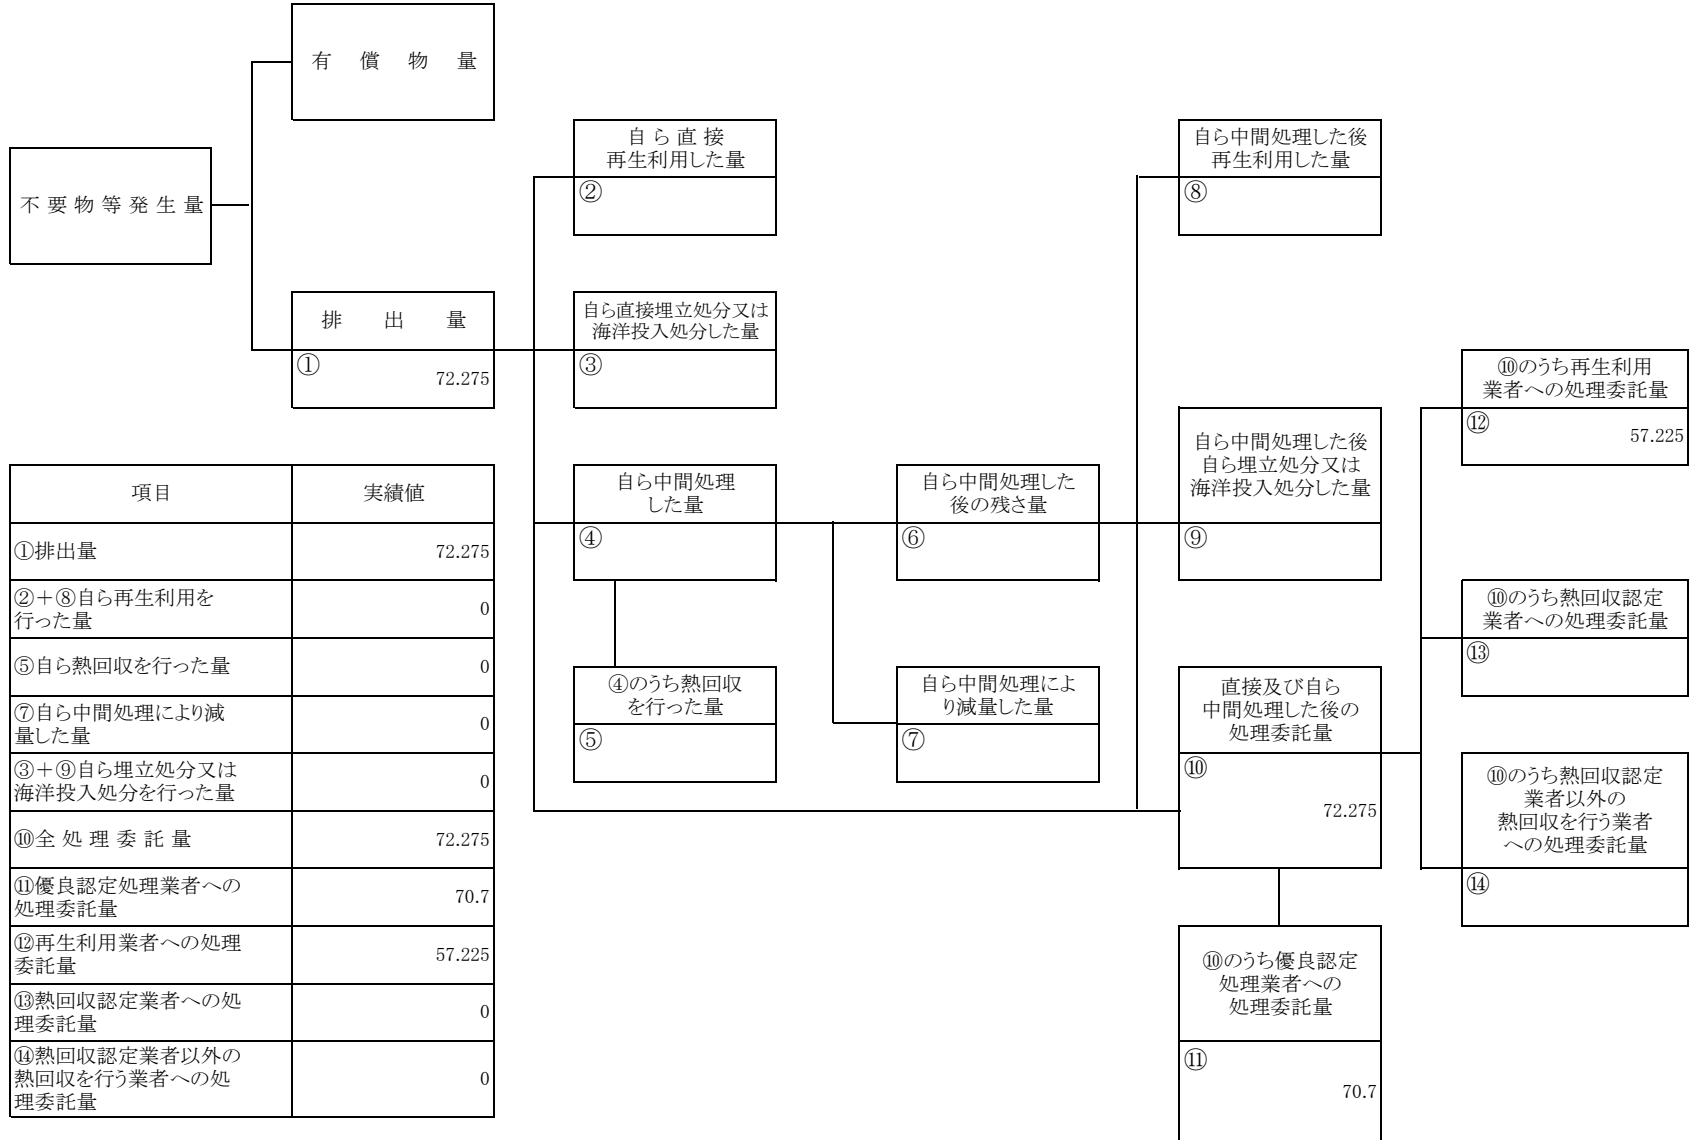 有償物量
不要物等発生量
排出量
①
72.275
自ら直接
再生利用した量
②
自ら直接埋立処分又は
海洋投入処分した量
③
自ら中間処理
した量
④
④のうち熱回収
を行った量
⑤
自ら中間処理した
後の残さ量
⑥
自ら中間処理によ
り減量した量
⑦
自ら中間処理した後
再生利用した量
⑧
自ら中間処理した後
自ら埋立処分又は
海洋投入処分した量
⑨
直接及び自ら
中間処理した後の
処理委託量
⑩
72.275
⑩のうち優良認定
処理業者への
処理委託量
⑪
70.7
⑩のうち再生利用
業者への処理委託量
⑫
57.225
⑩のうち熱回収認定
業者への処理委託量
⑬
⑩のうち熱回収認定
業者以外の
熱回収を行う業者
への処理委託量
⑭
項目 実績値
①排出量 72.275
②＋⑧自ら再生利用を
行った量 0
⑤自ら熱回収を行った量 0
⑦自ら中間処理により減
量した量 0
③＋⑨自ら埋立処分又は
海洋投入処分を行った量 0
⑩全処理委託量 72.275
⑪優良認定処理業者への
処理委託量 70.7
⑫再生利用業者への処理
委託量 57.225
⑬熱回収認定業者への処
理委託量 0
⑭熱回収認定業者以外の
熱回収を行う業者への処
理委託量 0